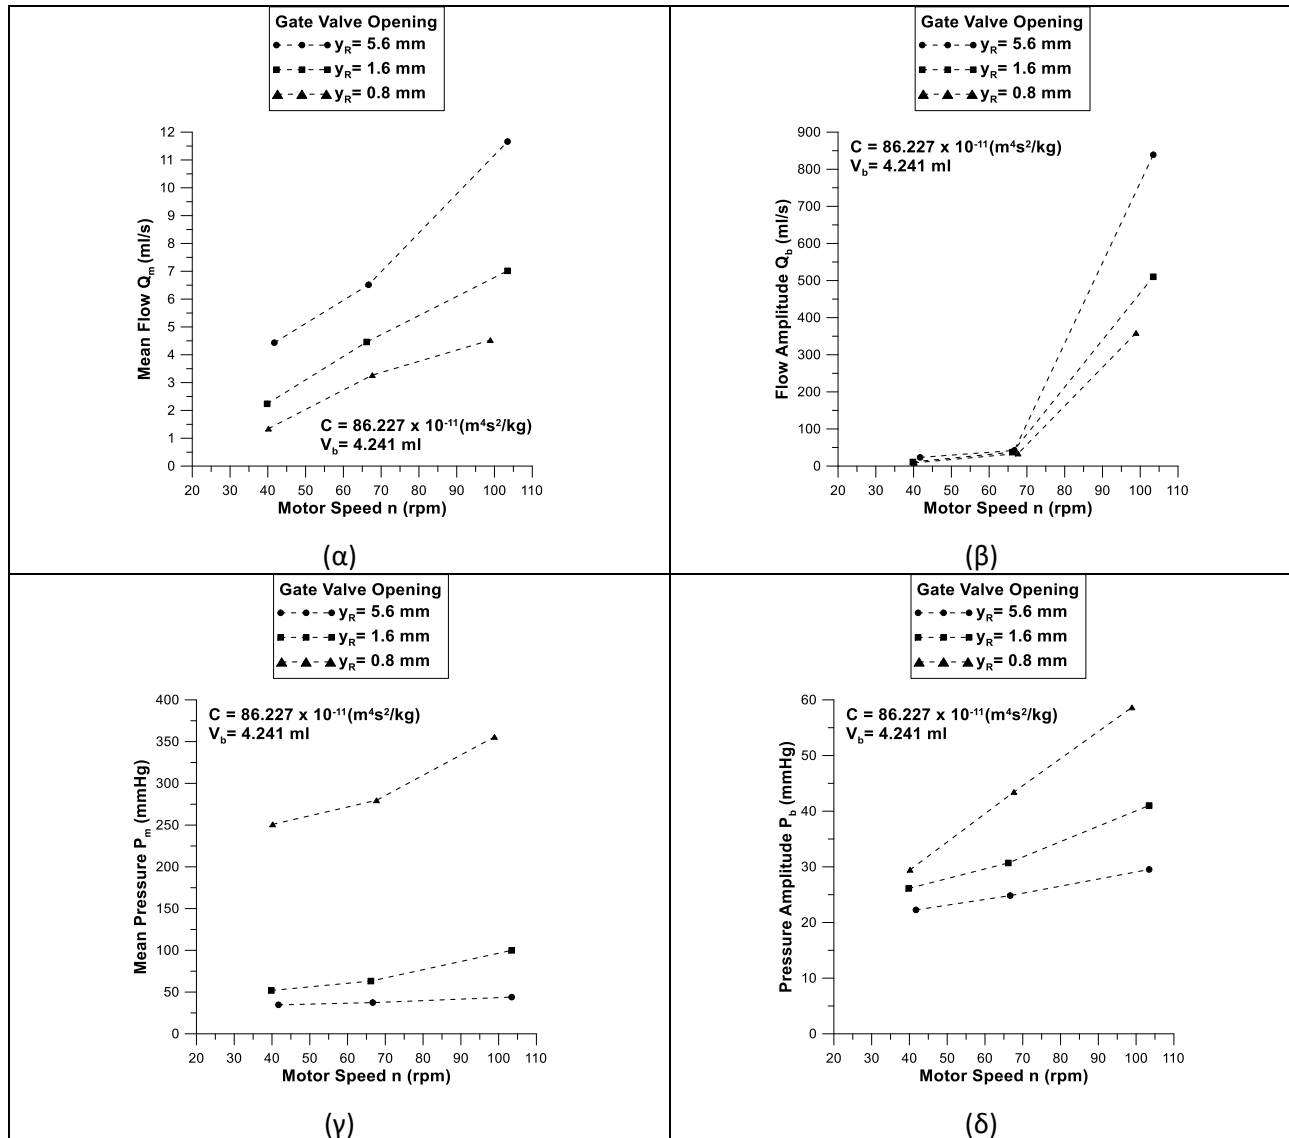 Gate Valve Opening
y_R= 5.6 mm
y_R= 1.6 mm
y_R= 0.8 mm
12
11
10
9
8
7
6
5
4
3
2
1
0
Mean Flow Q_m (ml/s)
C = 86.227 x 10⁻¹¹(m⁴s²/kg)
V_b= 4.241 ml
20 30 40 50 60 70 80 90 100 110
Motor Speed n (rpm)
(α)
Gate Valve Opening
y_R= 5.6 mm
y_R= 1.6 mm
y_R= 0.8 mm
C = 86.227 x 10⁻¹¹(m⁴s²/kg)
V_b= 4.241 ml
900
800
700
600
500
400
300
200
100
0
Flow Amplitude Q_b (ml/s)
20 30 40 50 60 70 80 90 100 110
Motor Speed n (rpm)
(β)
Gate Valve Opening
y_R= 5.6 mm
y_R= 1.6 mm
y_R= 0.8 mm
C = 86.227 x 10⁻¹¹(m⁴s²/kg)
V_b= 4.241 ml
400
350
300
250
200
150
100
50
0
Mean Pressure P_m (mmHg)
20 30 40 50 60 70 80 90 100 110
Motor Speed n (rpm)
(γ)
Gate Valve Opening
y_R= 5.6 mm
y_R= 1.6 mm
y_R= 0.8 mm
C = 86.227 x 10⁻¹¹(m⁴s²/kg)
V_b= 4.241 ml
60
50
40
30
20
10
0
Pressure Amplitude P_b (mmHg)
20 30 40 50 60 70 80 90 100 110
Motor Speed n (rpm)
(δ)